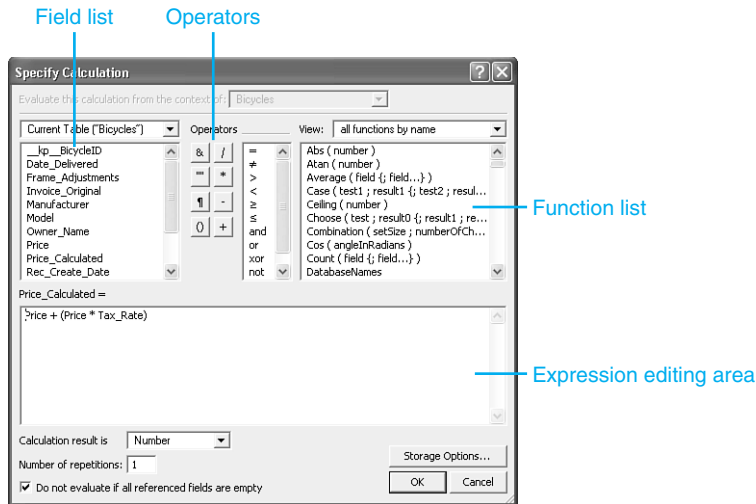 Field list
Operators
Specify Calculation
Evaluate this calculation from the context of: Bicycles
Current Table ("Bicycles")
Operators
View: all functions by name
__kp__BicycleID
Date_Delivered
Frame_Adjustments
Invoice_Original
Manufacturer
Model
Owner_Name
Price
Price_Calculated
Rec_Create_Date
& /
"" *
¶ -
() +
=
≠
>
<
≥
≤
and
or
xor
not
Abs ( number )
Atan ( number )
Average ( field {; field...} )
Case ( test1 ; result1 {; test2 ; resul...
Ceiling ( number )
Choose ( test ; result0 {; result1 ; re...
Combination ( setSize ; numberOfCh...
Cos ( angleInRadians )
Count ( field {; field...} )
DatabaseNames
Function list
Price_Calculated =
Price + (Price * Tax_Rate)
Expression editing area
Calculation result is Number
Number of repetitions: 1
Do not evaluate if all referenced fields are empty
Storage Options...
OK
Cancel